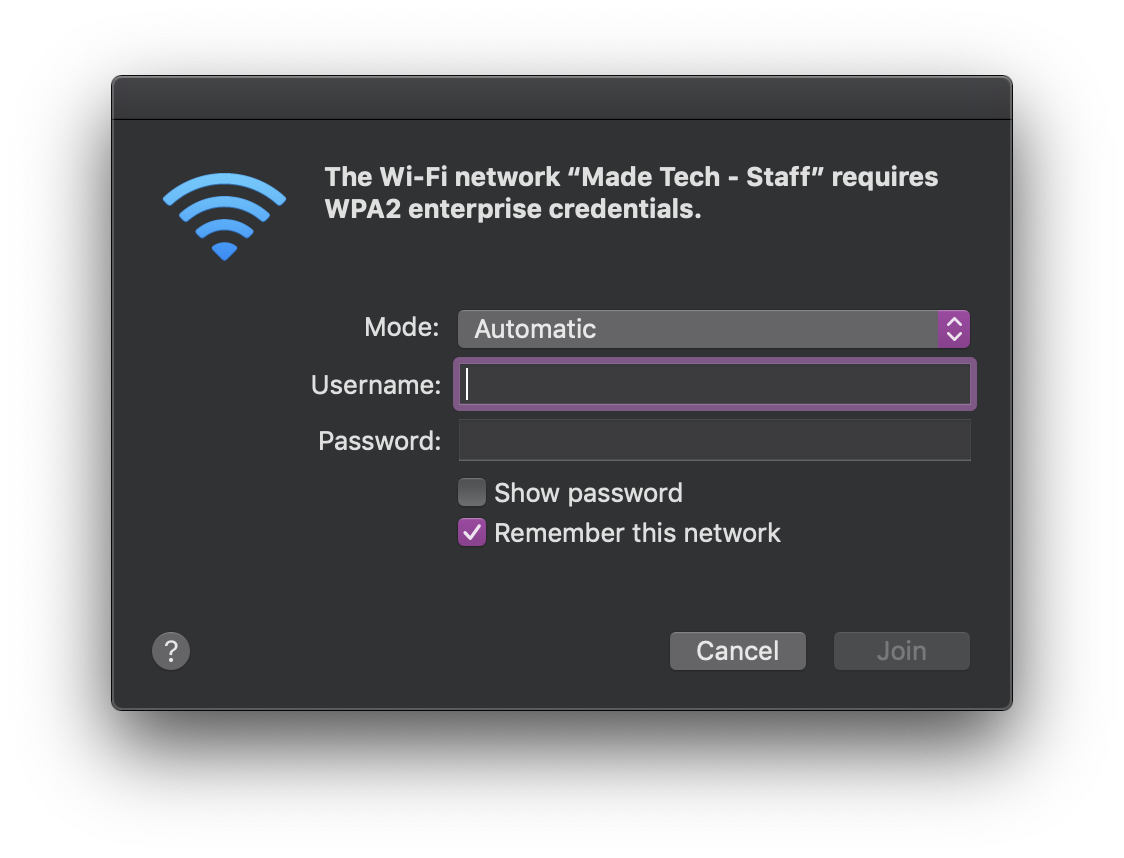 The Wi-Fi network “Made Tech - Staff” requires
WPA2 enterprise credentials.
Mode: Automatic
Username:
Password:
Show password
Remember this network
? Cancel Join